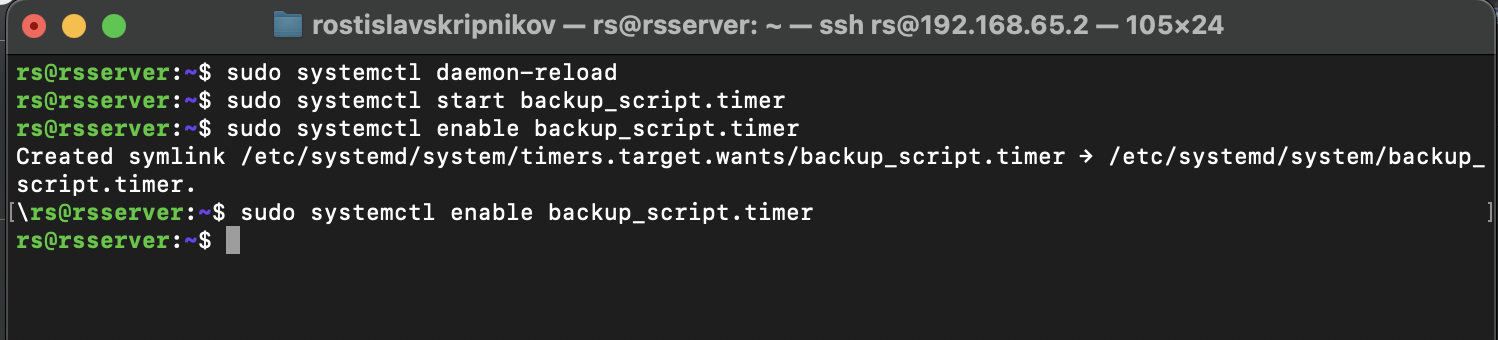 rostislavskripnikov — rs@rsserver: ~ — ssh rs@192.168.65.2 — 105×24
rs@rsserver:~$ sudo systemctl daemon-reload
rs@rsserver:~$ sudo systemctl start backup_script.timer
rs@rsserver:~$ sudo systemctl enable backup_script.timer
Created symlink /etc/systemd/system/timers.target.wants/backup_script.timer → /etc/systemd/system/backup_
script.timer.
[\rs@rsserver:~$ sudo systemctl enable backup_script.timer ]
rs@rsserver:~$